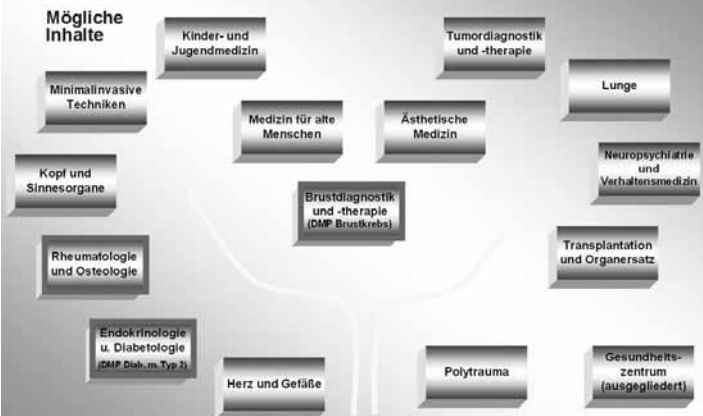 Mögliche
Inhalte
Kinder- und
Jugendmedizin
Tumordiagnostik
und -therapie
Minimalinvasive
Techniken
Lunge
Medizin für alte
Menschen
Ästhetische
Medizin
Kopf und
Sinnesorgane
Neuropsychiatrie
und
Verhaltensmedizin
Brustdiagnostik
und -therapie
(DMP Brustkrebs)
Rheumatologie
und Osteologie
Transplantation
und Organersatz
Endokrinologie
u. Diabetologie
(DMP Diab. m. Typ 2)
Herz und Gefäße
Polytrauma
Gesundheits-
zentrum
(ausgegliedert)